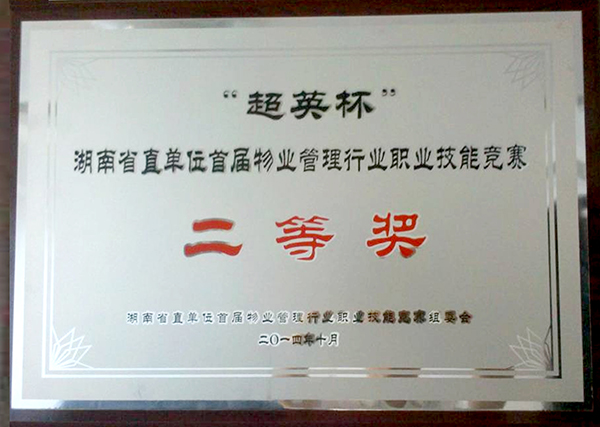 “超英杯”
湖南省直单位首届物业管理行业职业技能竞赛
二等奖
湖南省直单位首届物业管理行业职业技能竞赛组委会
二〇一四年十月